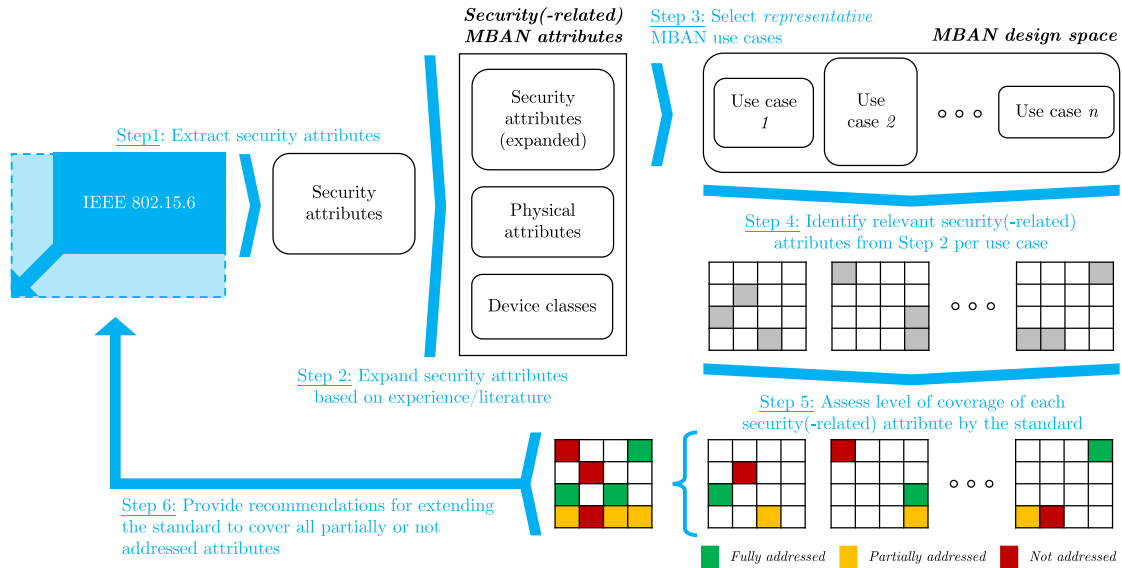 Security(-related)
MBAN attributes
Step 3: Select representative
MBAN use cases
MBAN design space
Security
attributes
(expanded)
Use case
1
Use
case 2
Use case n
Step1: Extract security attributes
IEEE 802.15.6
Security
attributes
Physical
attributes
Device classes
Step 4: Identify relevant security(-related)
attributes from Step 2 per use case
Step 2: Expand security attributes
based on experience/literature
Step 5: Assess level of coverage of each
security(-related) attribute by the standard
Step 6: Provide recommendations for extending
the standard to cover all partially or not
addressed attributes
Fully addressed
Partially addressed
Not addressed